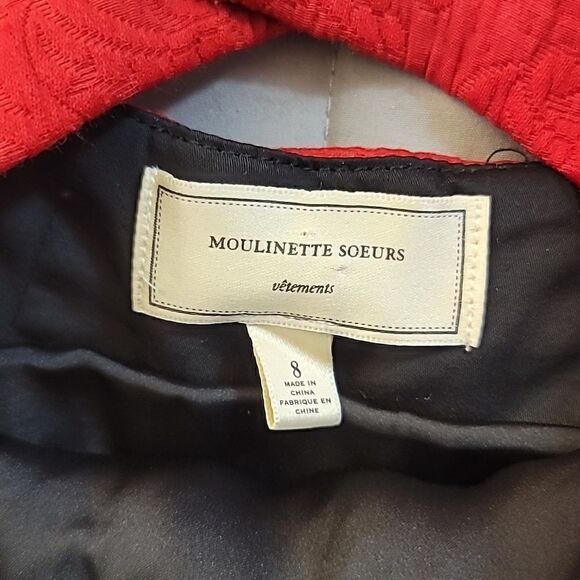 MOULINETTE SOEURS
vêtements
8
MADE IN
CHINA
FABRIQUE EN
CHINE